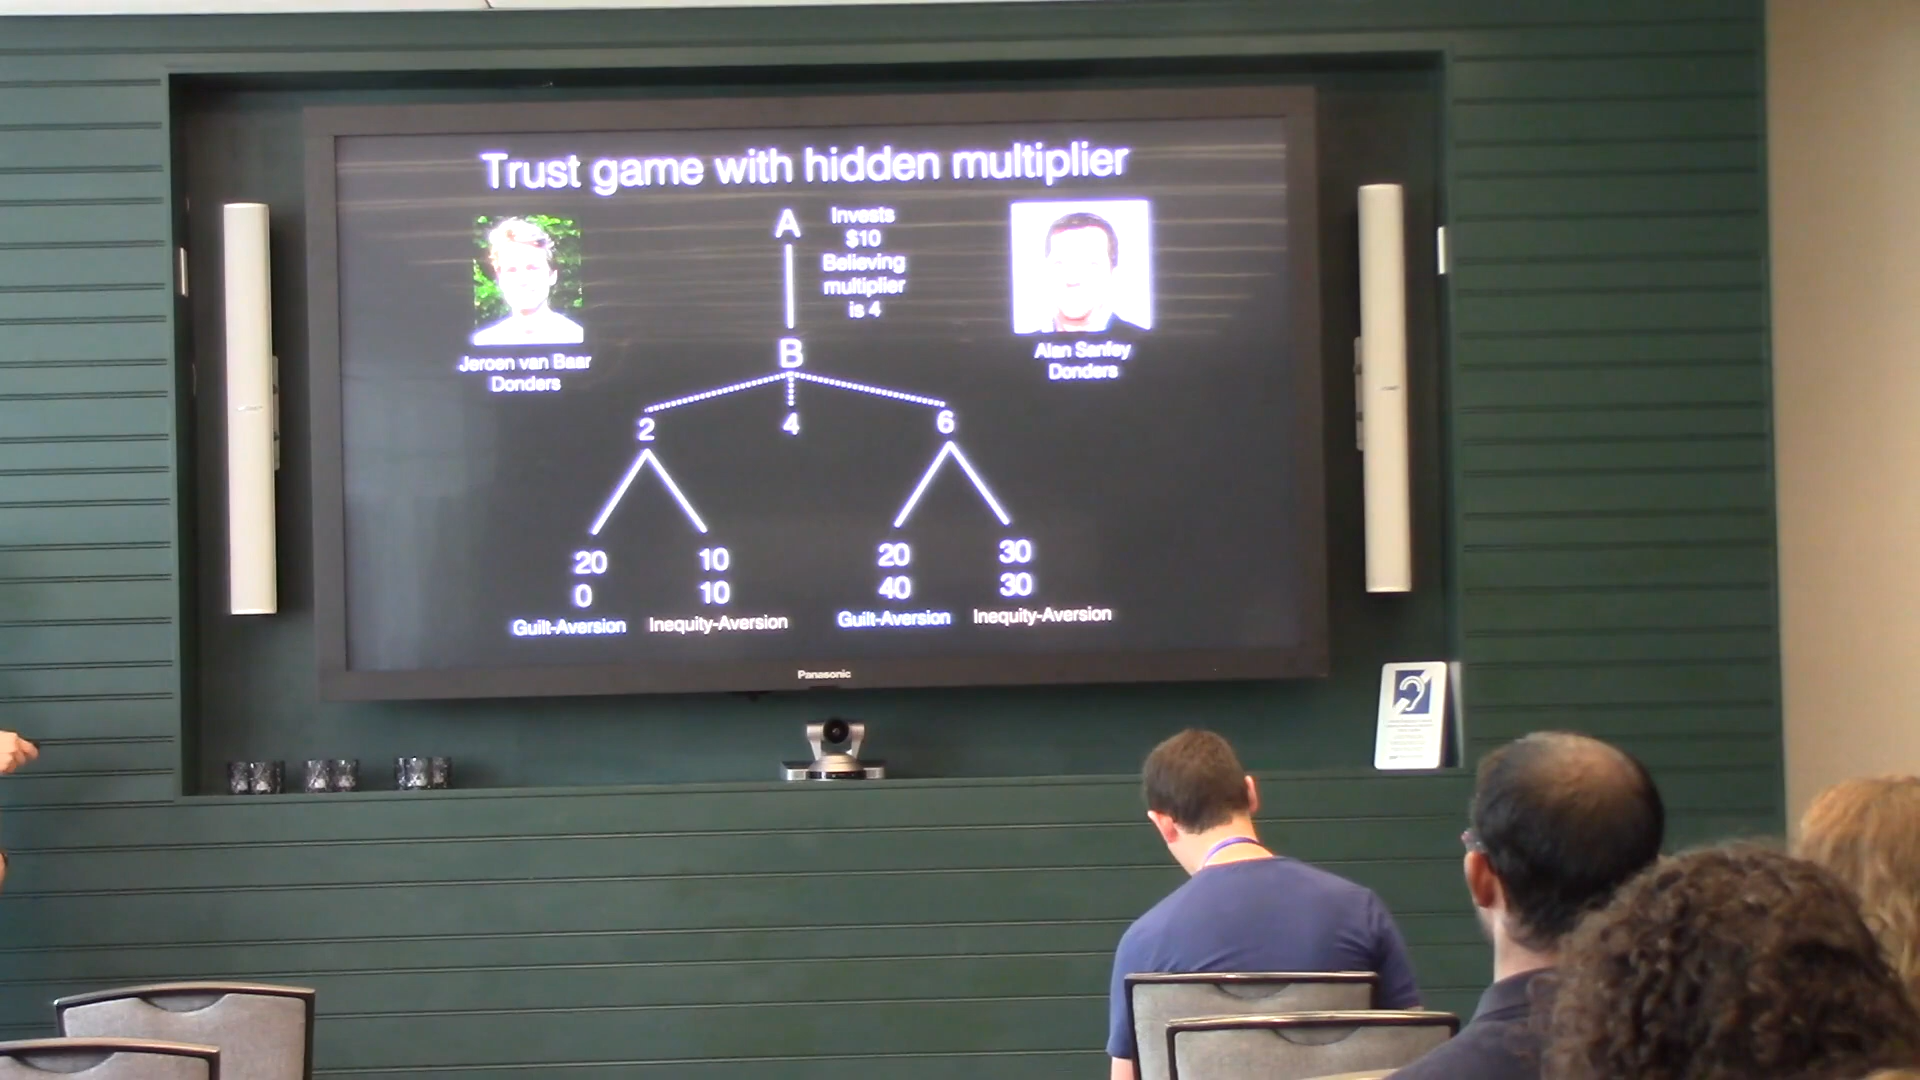 Trust game with hidden multiplier
A
Invests
$10
Believing
multiplier
is 4
Jeroen van Baar
Donders
Alan Sanfey
Donders
B
2
4
6
20
0
Guilt-Aversion
10
10
Inequity-Aversion
20
40
Guilt-Aversion
30
30
Inequity-Aversion
Panasonic